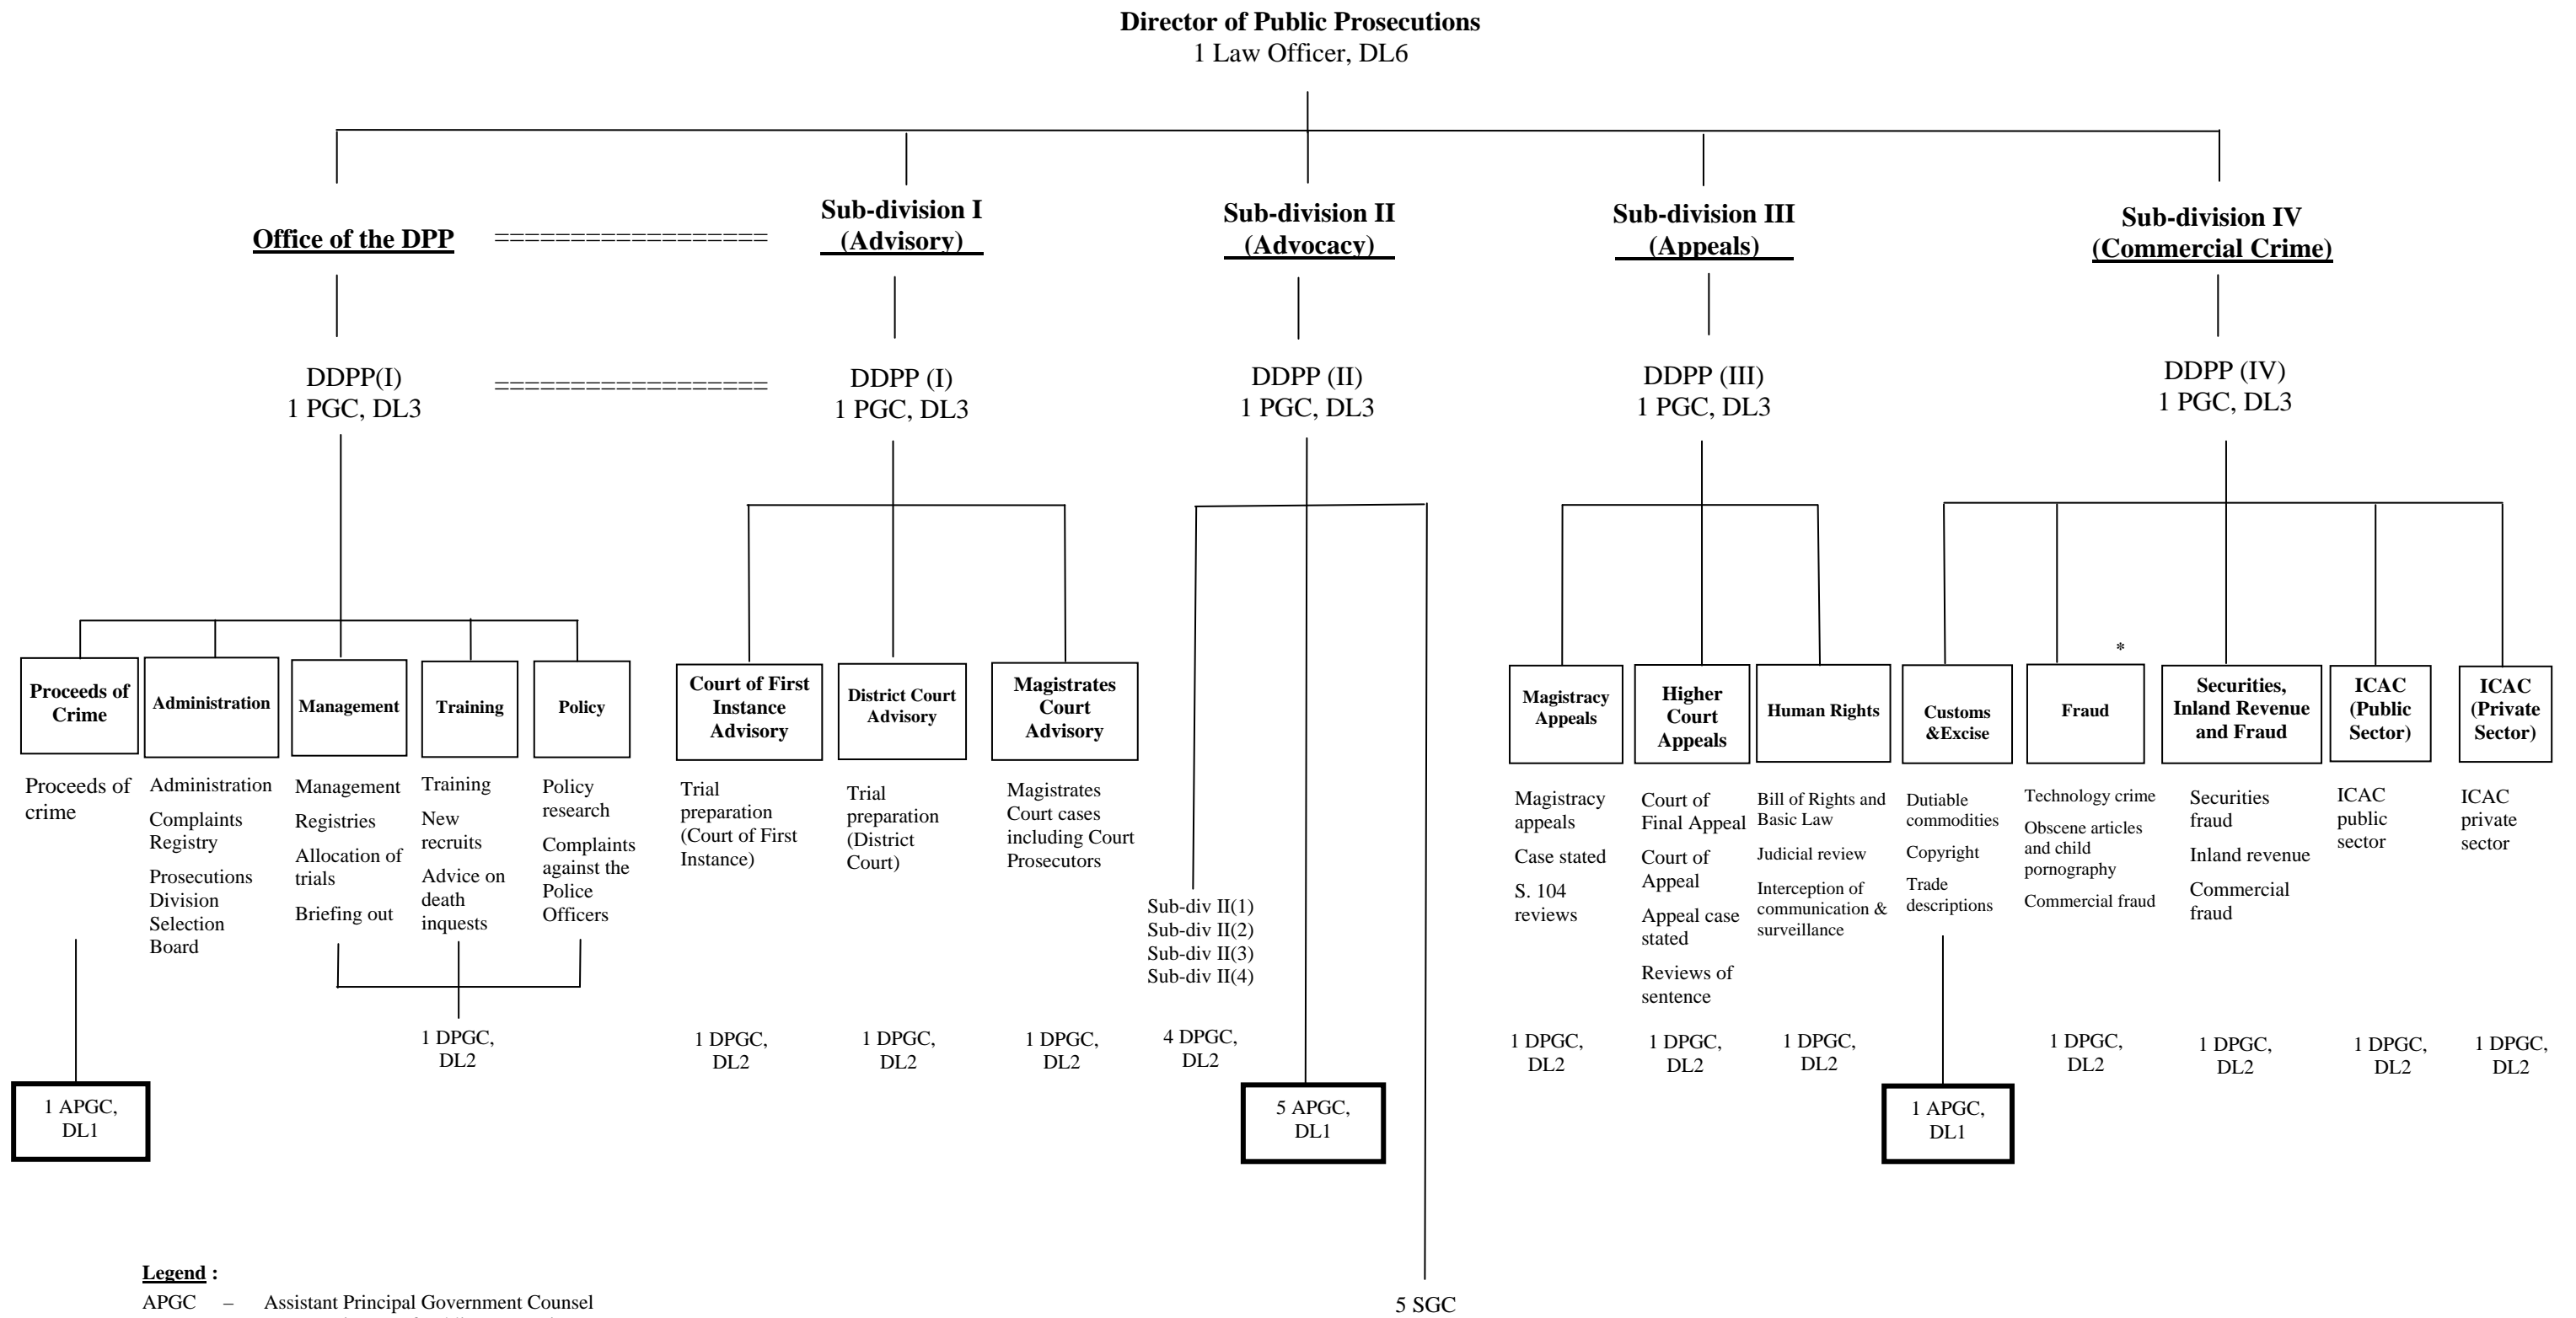 Director of Public Prosecutions
1 Law Officer, DL6
Office of the DPP
=================
Sub-division I
(Advisory)
Sub-division II
(Advocacy)
Sub-division III
(Appeals)
Sub-division IV
(Commercial Crime)
DDPP(I)
1 PGC, DL3
=================
DDPP (I)
1 PGC, DL3
DDPP (II)
1 PGC, DL3
DDPP (III)
1 PGC, DL3
DDPP (IV)
1 PGC, DL3
Proceeds of
Crime
Administration
Management
Training
Policy
Court of First
Instance
Advisory
District Court
Advisory
Magistrates
Court
Advisory
Magistracy
Appeals
Higher
Court
Appeals
Human Rights
Customs
&Excise
*
Fraud
Securities,
Inland Revenue
and Fraud
ICAC
(Public
Sector)
ICAC
(Private
Sector)
Proceeds of
crime
Administration
Complaints
Registry
Prosecutions
Division
Selection
Board
Management
Registries
Allocation of
trials
Briefing out
Training
New
recruits
Advice on
death
inquests
Policy
research
Complaints
against the
Police
Officers
Trial
preparation
(Court of First
Instance)
Trial
preparation
(District
Court)
Magistrates
Court cases
including Court
Prosecutors
Sub-div II(1)
Sub-div II(2)
Sub-div II(3)
Sub-div II(4)
Magistracy
appeals
Case stated
S. 104
reviews
Court of
Final Appeal
Court of
Appeal
Appeal case
stated
Reviews of
sentence
Bill of Rights and
Basic Law
Judicial review
Interception of
communication &
surveillance
Dutiable
commodities
Copyright
Trade
descriptions
Technology crime
Obscene articles
and child
pornography
Commercial fraud
Securities
fraud
Inland revenue
Commercial
fraud
ICAC
public
sector
ICAC
private
sector
1 DPGC,
DL2
1 DPGC,
DL2
1 DPGC,
DL2
1 DPGC,
DL2
4 DPGC,
DL2
1 DPGC,
DL2
1 DPGC,
DL2
1 DPGC,
DL2
1 DPGC,
DL2
1 DPGC,
DL2
1 DPGC,
DL2
1 DPGC,
DL2
1 APGC,
DL1
5 APGC,
DL1
1 APGC,
DL1
5 SGC
Legend :
APGC – Assistant Principal Government Counsel